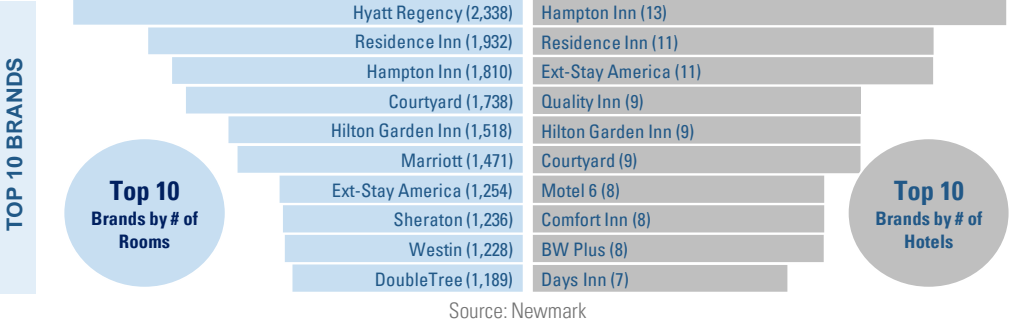 TOP 10 BRANDS
Hyatt Regency (2,338)
Residence Inn (1,932)
Hampton Inn (1,810)
Courtyard (1,738)
Hilton Garden Inn (1,518)
Marriott (1,471)
Ext-Stay America (1,254)
Sheraton (1,236)
Westin (1,228)
DoubleTree (1,189)
Top 10
Brands by # of
Rooms
Hampton Inn (13)
Residence Inn (11)
Ext-Stay America (11)
Quality Inn (9)
Hilton Garden Inn (9)
Courtyard (9)
Motel 6 (8)
Comfort Inn (8)
BW Plus (8)
Days Inn (7)
Top 10
Brands by # of
Hotels
Source: Newmark